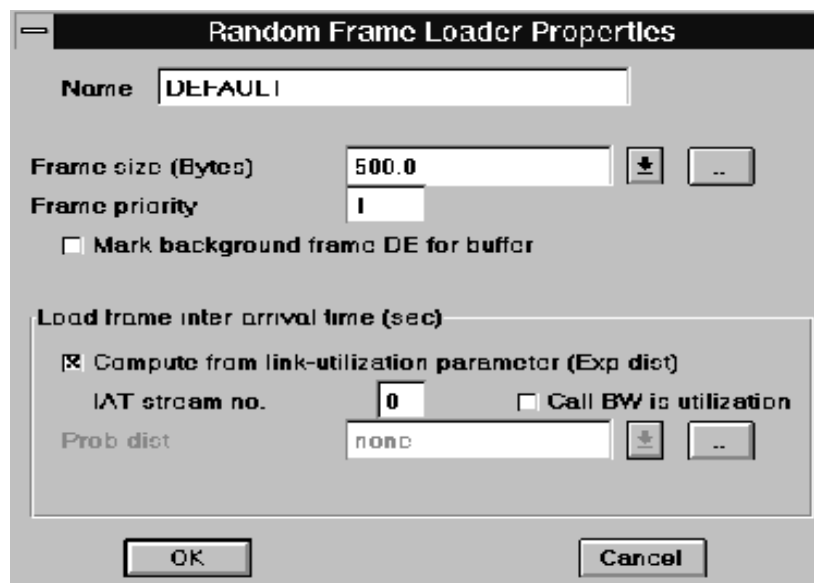 Random Frame Loader Properties
Name DEFAULT
Frame size (Bytes) 500.0 ..
Frame priority 1
Mark background frame DE for buffer
Load frame inter arrival time (sec)
Compute from link-utilization parameter (Exp dist)
IAT stream no. 0 Call BW is utilization
Prob dist none ..
OK Cancel